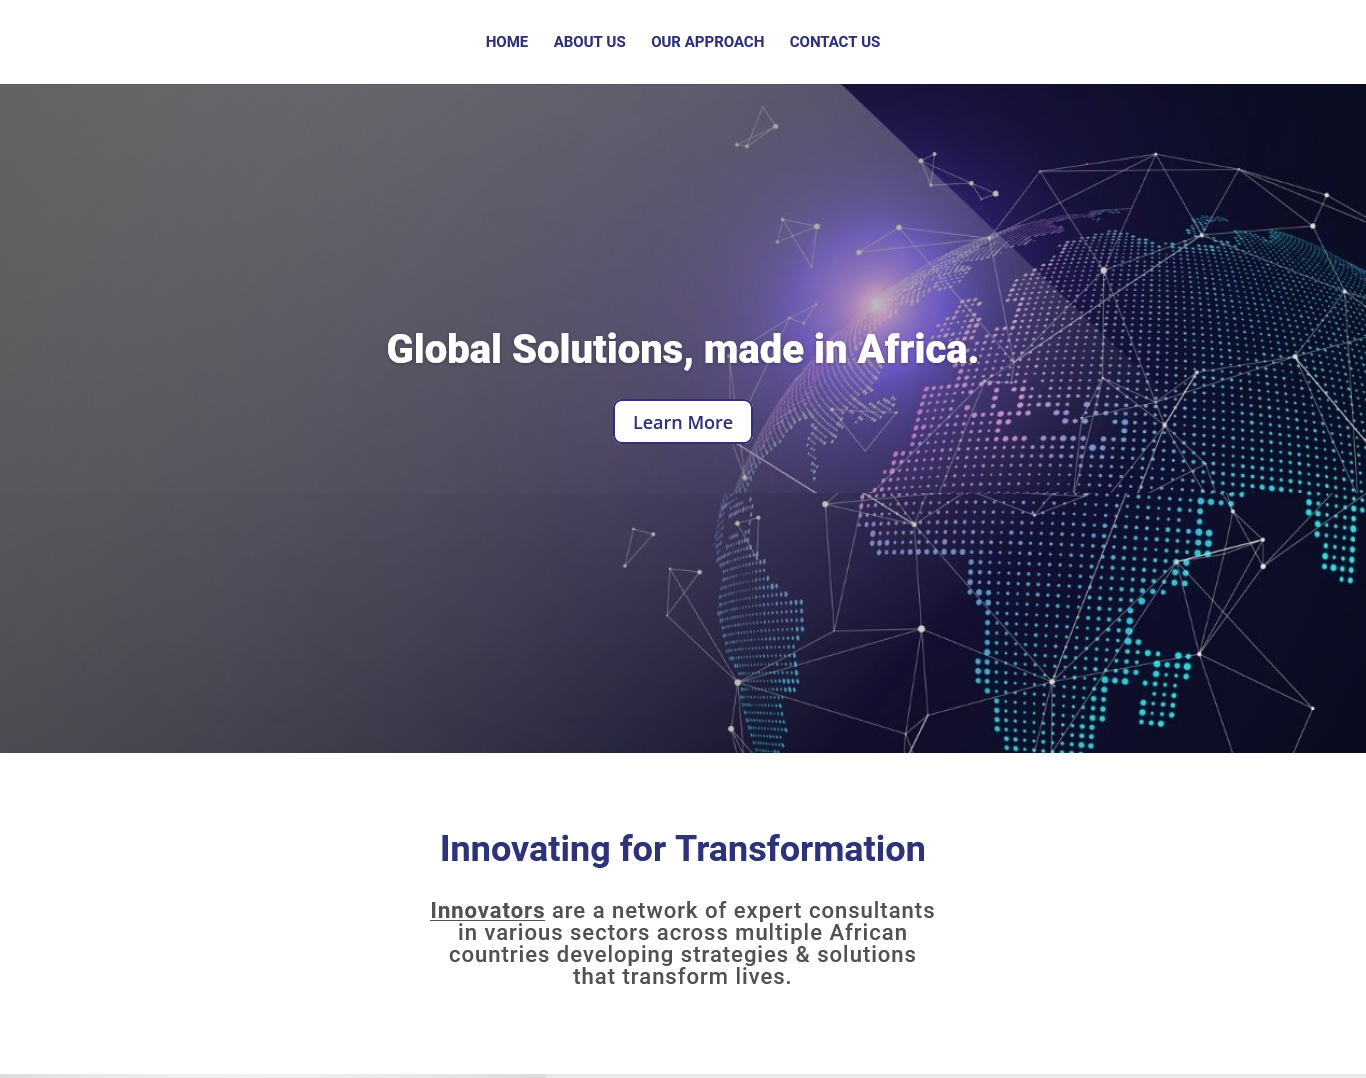 HOME ABOUT US OUR APPROACH CONTACT US
Global Solutions, made in Africa.
Learn More
Innovating for Transformation
Innovators are a network of expert consultants
in various sectors across multiple African
countries developing strategies & solutions
that transform lives.